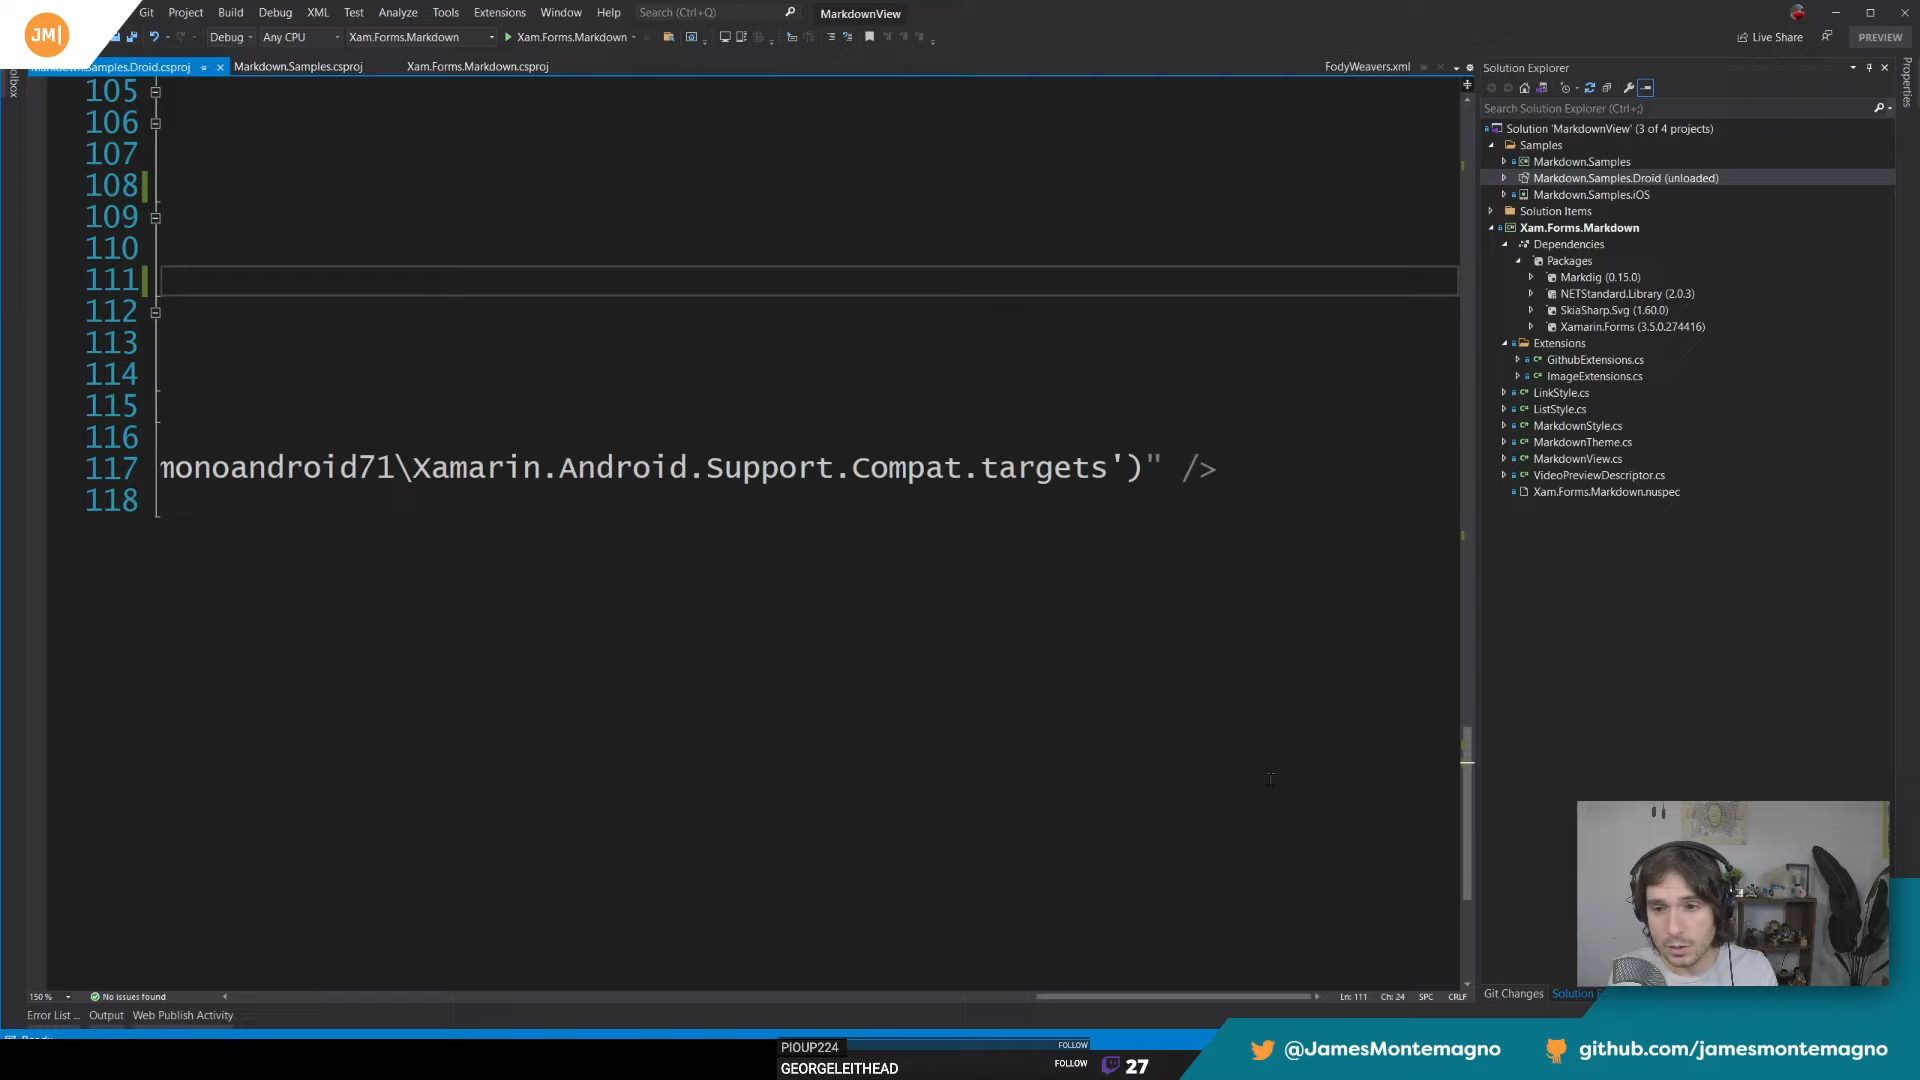 JM|
Git Project Build Debug XML Test Analyze Tools Extensions Window Help Search (Ctrl+Q) MarkdownView
Debug Any CPU Xam.Forms.Markdown Xam.Forms.Markdown Live Share PREVIEW
.Samples.Droid.csproj Markdown.Samples.csproj Xam.Forms.Markdown.csproj FodyWeavers.xml
105
106
107
108
109
110
111
112
113
114
115
116
117 monoandroid71\Xamarin.Android.Support.Compat.targets')" />
118
Solution Explorer
Search Solution Explorer (Ctrl+;)
Solution 'MarkdownView' (3 of 4 projects)
Samples
Markdown.Samples
Markdown.Samples.Droid (unloaded)
Markdown.Samples.iOS
Solution Items
Xam.Forms.Markdown
Dependencies
Packages
Markdig (0.15.0)
NETStandard.Library (2.0.3)
SkiaSharp.Svg (1.60.0)
Xamarin.Forms (3.5.0.274416)
Extensions
GithubExtensions.cs
ImageExtensions.cs
LinkStyle.cs
ListStyle.cs
MarkdownStyle.cs
MarkdownTheme.cs
MarkdownView.cs
VideoPreviewDescriptor.cs
Xam.Forms.Markdown.nuspec
Properties
150 % No issues found Ln: 111 Ch: 24 SPC CRLF
Git Changes Solution E
Error List ... Output Web Publish Activity
PIOUP224 FOLLOW
GEORGELEITHEAD FOLLOW
27
@JamesMontemagno
github.com/jamesmontemagno